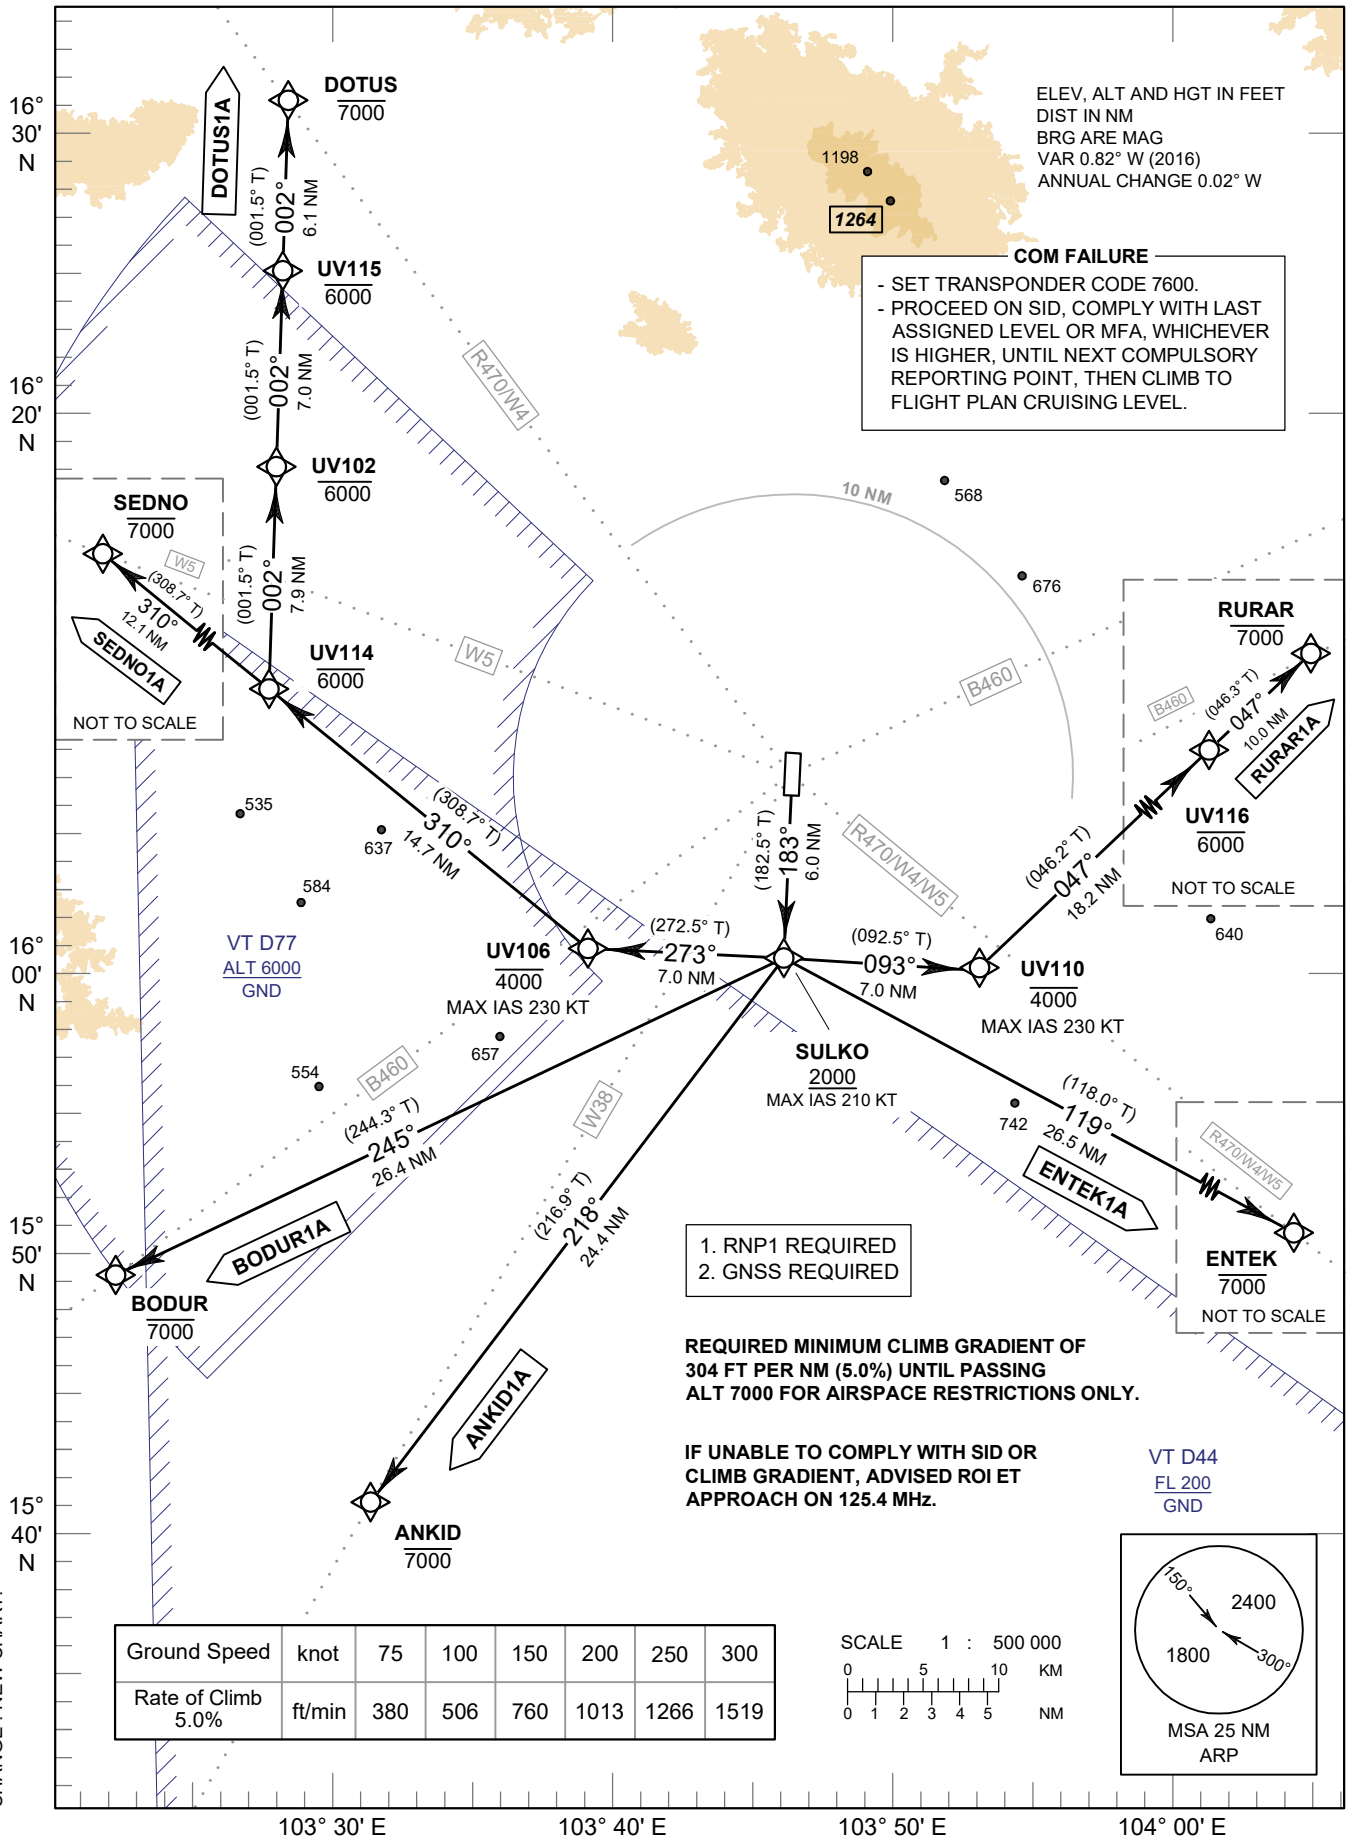 DOTUS
7000
DOTUS1A
(001.5° T)
002°
6.1 NM
UV115
6000
(001.5° T)
002°
7.0 NM
UV102
6000
(001.5° T)
002°
7.9 NM
UV114
6000
SEDNO
7000
W5
(308.7° T)
310°
12.1 NM
SEDNO1A
NOT TO SCALE
R470/W4
W5
1198
1264
ELEV, ALT AND HGT IN FEET
DIST IN NM
BRG ARE MAG
VAR 0.82° W (2016)
ANNUAL CHANGE 0.02° W
COM FAILURE
- SET TRANSPONDER CODE 7600.
- PROCEED ON SID, COMPLY WITH LAST
ASSIGNED LEVEL OR MFA, WHICHEVER
IS HIGHER, UNTIL NEXT COMPULSORY
REPORTING POINT, THEN CLIMB TO
FLIGHT PLAN CRUISING LEVEL.
10 NM
568
676
B460
RURAR
7000
(046.3° T)
047°
10.0 NM
B460
RURAR1A
UV116
6000
NOT TO SCALE
(046.2° T)
047°
18.2 NM
640
535
637
584
(308.7° T)
310°
14.7 NM
VT D77
ALT 6000
GND
(182.5° T)
183°
6.0 NM
R470/W4/W5
UV106
4000
MAX IAS 230 KT
(272.5° T)
273°
7.0 NM
(092.5° T)
093°
7.0 NM
UV110
4000
MAX IAS 230 KT
SULKO
2000
MAX IAS 210 KT
657
554
B460
W38
742
(118.0° T)
119°
26.5 NM
ENTEK1A
R470/W4/W5
ENTEK
7000
NOT TO SCALE
(244.3° T)
245°
26.4 NM
BODUR1A
BODUR
7000
(216.9° T)
218°
24.4 NM
ANKID1A
ANKID
7000
1. RNP1 REQUIRED
2. GNSS REQUIRED
REQUIRED MINIMUM CLIMB GRADIENT OF
304 FT PER NM (5.0%) UNTIL PASSING
ALT 7000 FOR AIRSPACE RESTRICTIONS ONLY.
IF UNABLE TO COMPLY WITH SID OR
CLIMB GRADIENT, ADVISED ROI ET
APPROACH ON 125.4 MHz.
VT D44
FL 200
GND
150°
2400
1800
300°
MSA 25 NM
ARP
Ground Speed knot 75 100 150 200 250 300
Rate of Climb
5.0% ft/min 380 506 760 1013 1266 1519
SCALE 1 : 500 000
0 5 10 KM
0 1 2 3 4 5 NM
16°
30'
N
16°
20'
N
16°
00'
N
15°
50'
N
15°
40'
N
103° 30' E
103° 40' E
103° 50' E
104° 00' E